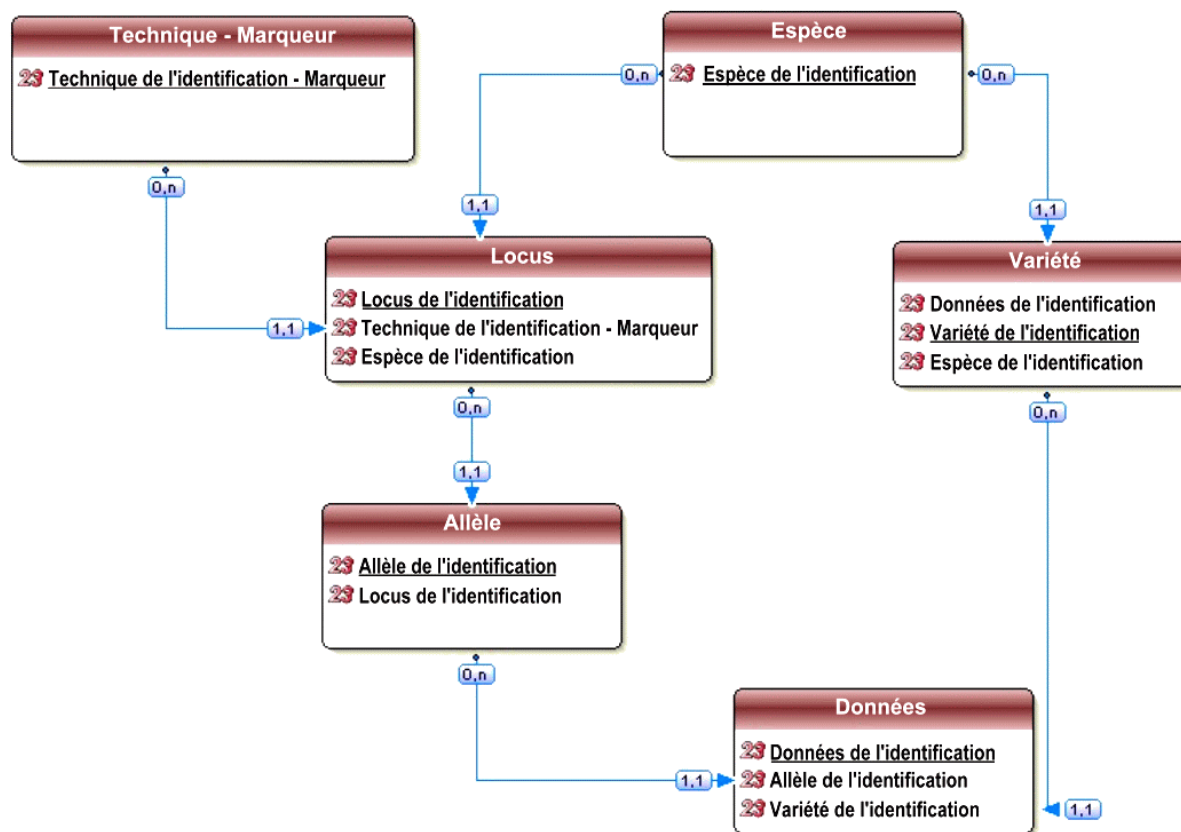 Technique - Marqueur
23 Technique de l'identification - Marqueur
0,n
Espèce
23 Espèce de l'identification
0,n
0,n
1,1
1,1
1,1
Locus
23 Locus de l'identification
23 Technique de l'identification - Marqueur
23 Espèce de l'identification
0,n
Variété
23 Données de l'identification
23 Variété de l'identification
23 Espèce de l'identification
0,n
1,1
Allèle
23 Allèle de l'identification
23 Locus de l'identification
0,n
1,1
Données
23 Données de l'identification
23 Allèle de l'identification
23 Variété de l'identification
1,1